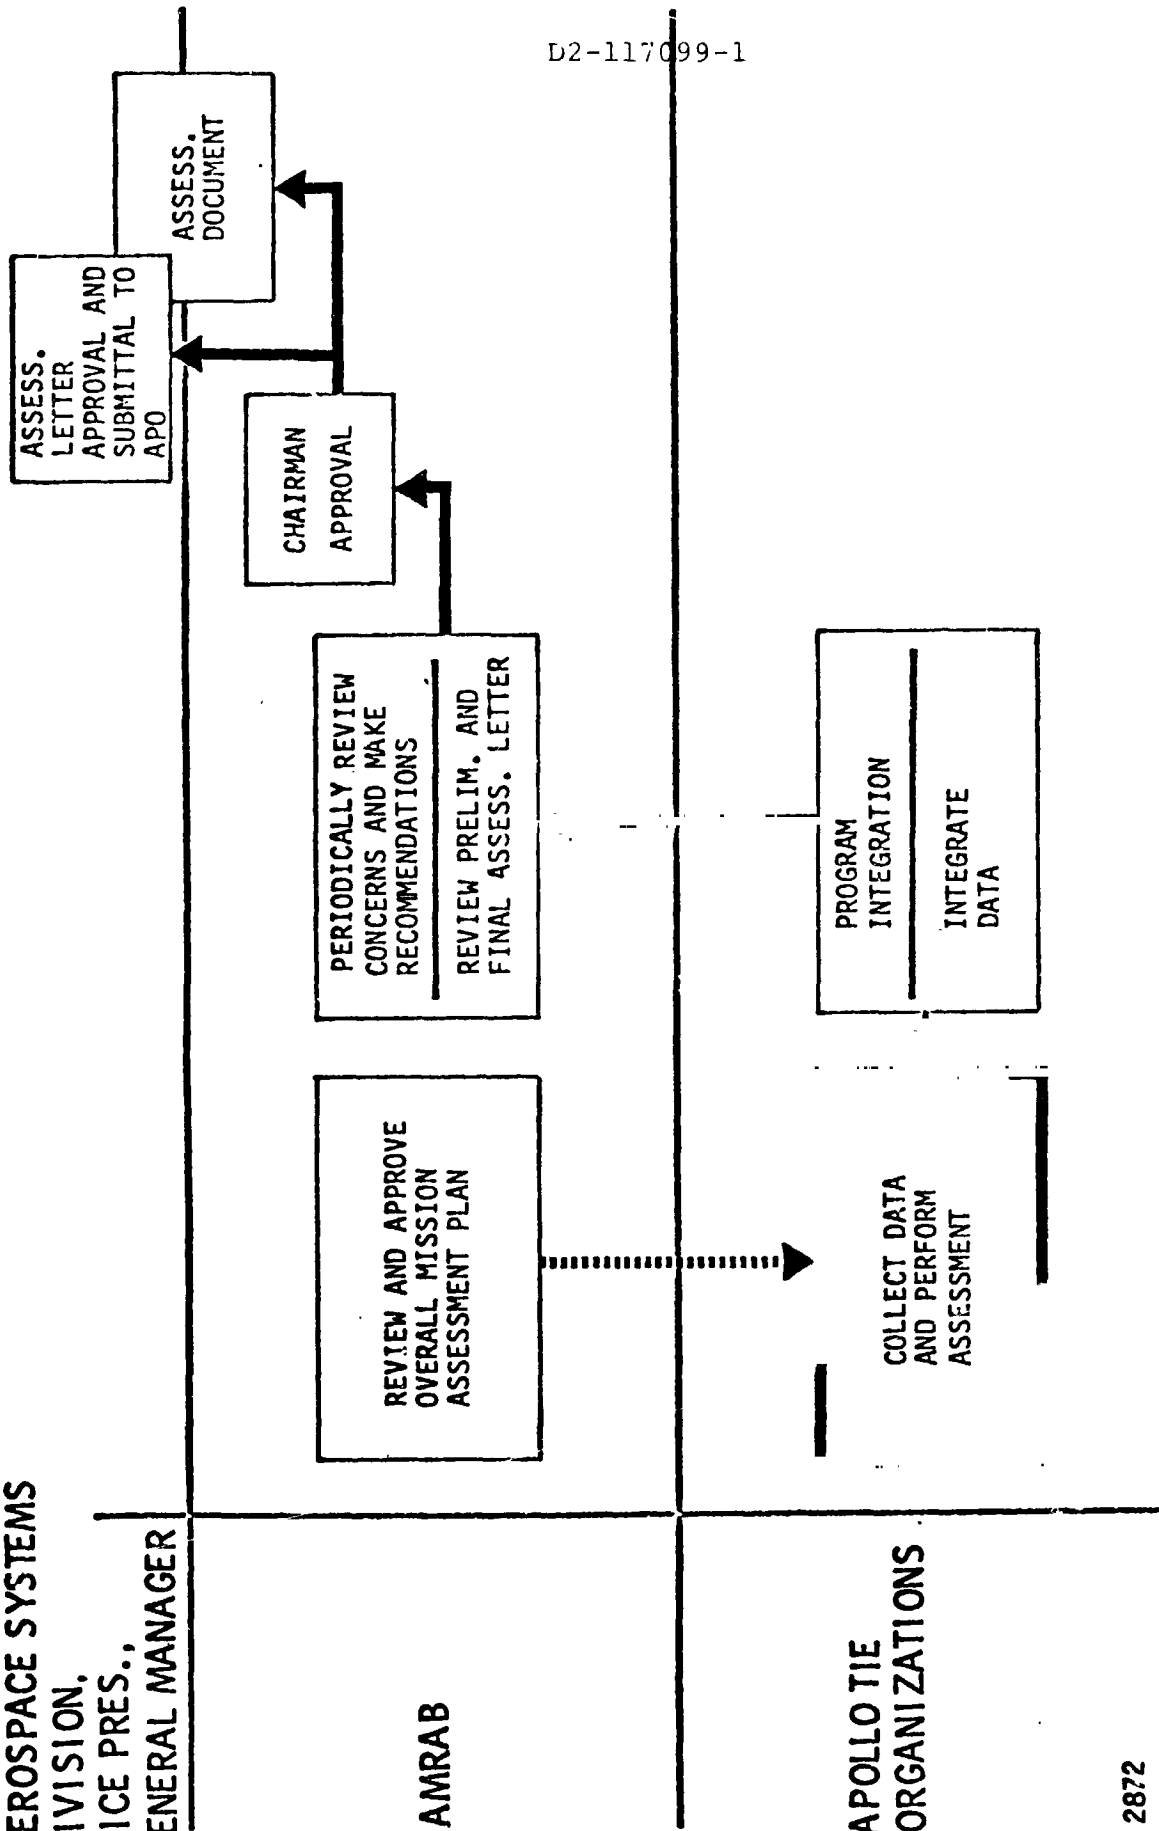 D2-117099-1
EROSPACE SYSTEMS
IVISION,
ICE PRES.,
ENERAL MANAGER
ASSESS.
LETTER
APPROVAL AND
SUBMITTAL TO
APO
ASSESS.
DOCUMENT
AMRAB
REVIEW AND APPROVE
OVERALL MISSION
ASSESSMENT PLAN
PERIODICALLY REVIEW
CONCERNS AND MAKE
RECOMMENDATIONS
REVIEW PRELIM. AND
FINAL ASSESS. LETTER
CHAIRMAN
APPROVAL
APOLLO TIE
ORGANIZATIONS
COLLECT DATA
AND PERFORM
ASSESSMENT
PROGRAM
INTEGRATION
INTEGRATE
DATA
2872